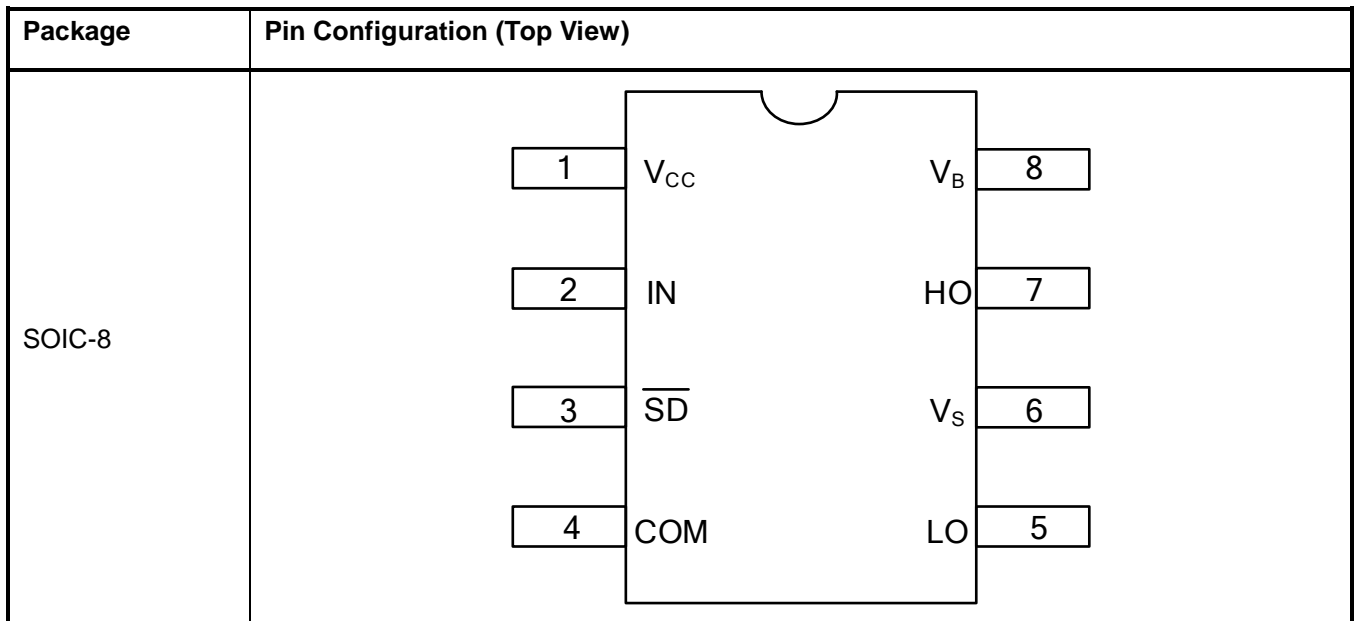 Package Pin Configuration (Top View)
SOIC-8
1 VCC VB 8
2 IN HO 7
3 S̅D̅ VS 6
4 COM LO 5